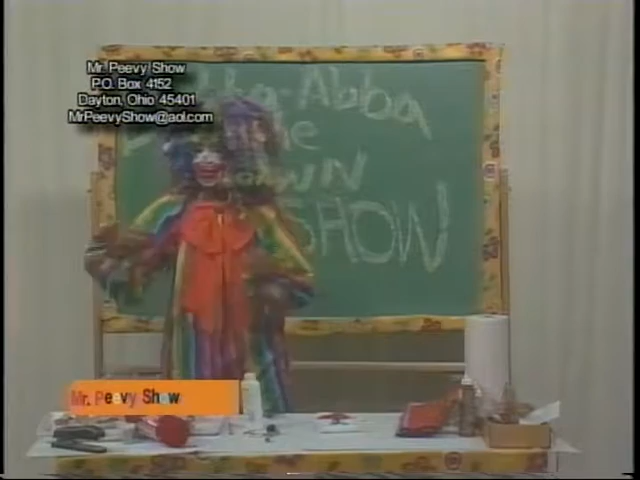 Mr. Peevy Show
P.O. Box 4152
Dayton, Ohio 45401
MrPeevyShow@aol.com
Abba
SHOW
Mr. Peevy Show